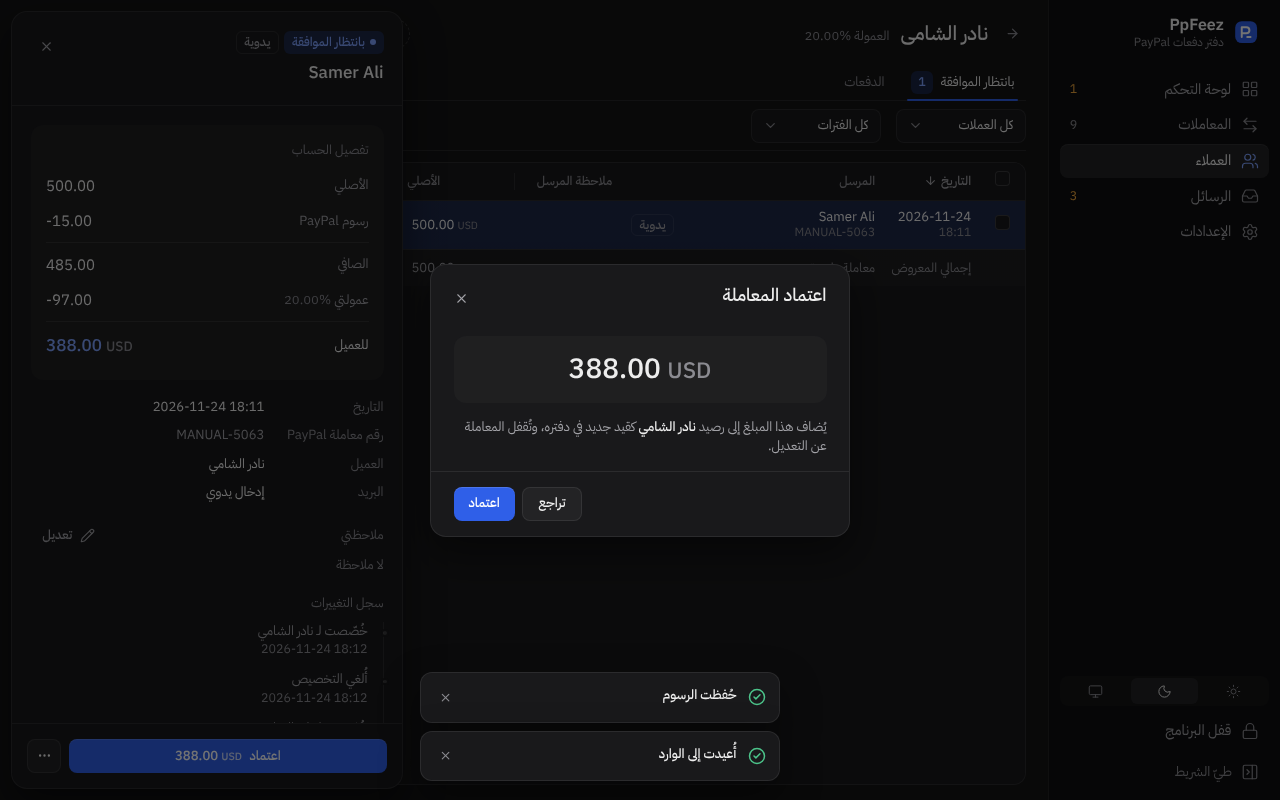 PpFeez
دفتر دفعات PayPal
لوحة التحكم 1
المعاملات 9
العملاء
الرسائل 3
الإعدادات
قفل البرنامج
طيّ الشريط
نادر الشامي العمولة 20.00%
بانتظار الموافقة 1
الدفعات
كل العملات
كل الفترات
التاريخ المرسل ملاحظة المرسل الأصلي
2026-11-24 Samer Ali يدوية 500.00 USD
18:11 MANUAL-5063
إجمالي المعروض
بانتظار الموافقة يدوية
Samer Ali
تفصيل الحساب
الأصلي 500.00
رسوم PayPal -15.00
الصافي 485.00
عمولتي 20.00% -97.00
للعميل 388.00 USD
التاريخ 2026-11-24 18:11
رقم معاملة PayPal MANUAL-5063
العميل نادر الشامي
البريد إدخال يدوي
ملاحظتي تعديل
لا ملاحظة
سجل التغييرات
خُصّصت لـ نادر الشامي
2026-11-24 18:12
أُلغي التخصيص
2026-11-24 18:12
اعتماد 388.00 USD
اعتماد المعاملة
388.00 USD
يُضاف هذا المبلغ إلى رصيد نادر الشامي كقيد جديد في دفتره، وتُقفل المعاملة
عن التعديل.
تراجع
اعتماد
حُفظت الرسوم
أُعيدت إلى الوارد